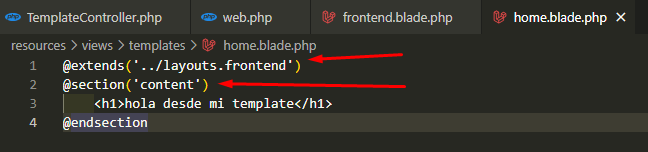 TemplateController.php web.php frontend.blade.php home.blade.php
resources > views > templates > home.blade.php
1 @extends('../layouts.frontend')
2 @section('content')
3 <h1>hola desde mi template</h1>
4 @endsection